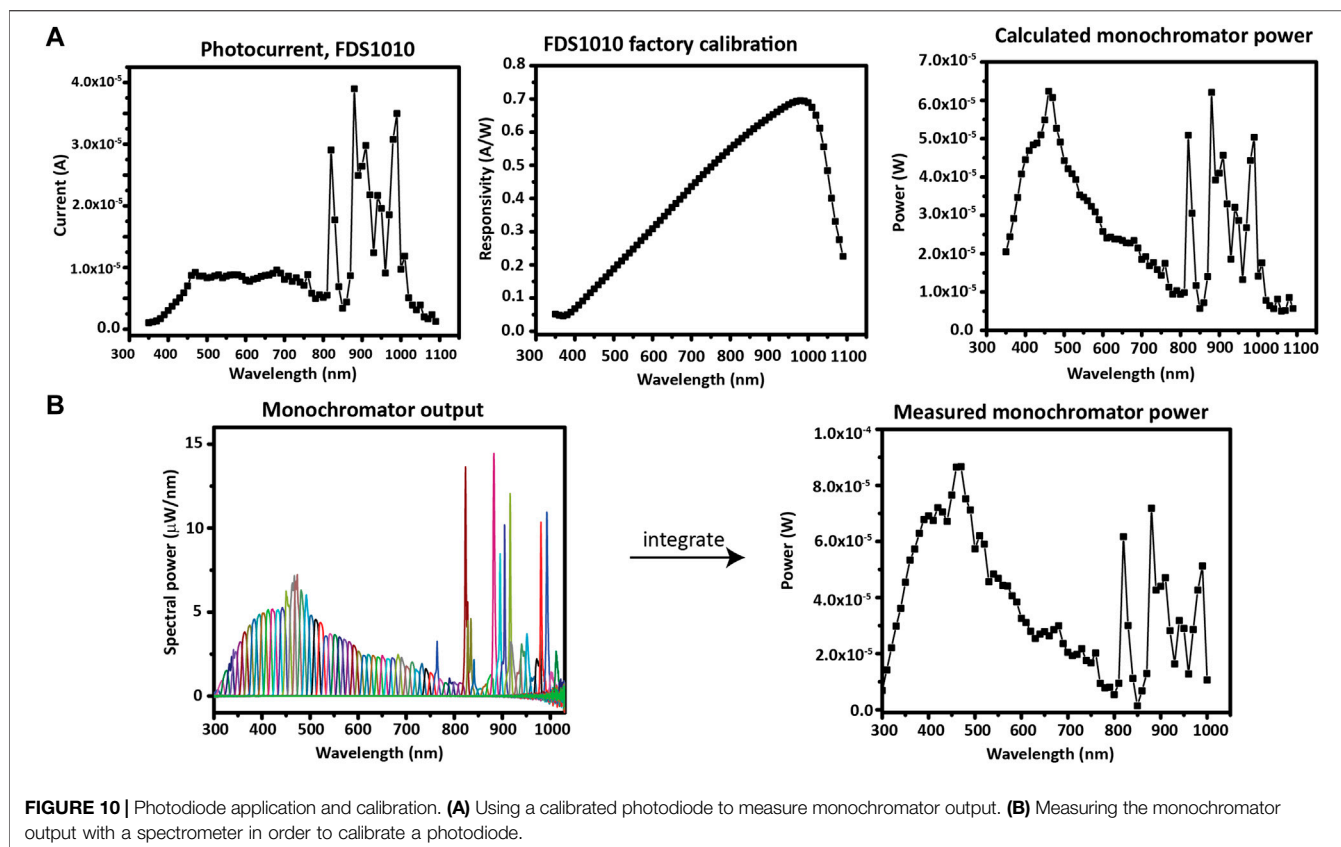 A
Photocurrent, FDS1010
4.0x10-5
3.0x10-5
2.0x10-5
1.0x10-5
0.0
Current (A)
300 400 500 600 700 800 900 1000 1100
Wavelength (nm)
FDS1010 factory calibration
0.8
0.7
0.6
0.5
0.4
0.3
0.2
0.1
0.0
Responsivity (A/W)
300 400 500 600 700 800 900 1000 1100
Wavelength (nm)
Calculated monochromator power
7.0x10-5
6.0x10-5
5.0x10-5
4.0x10-5
3.0x10-5
2.0x10-5
1.0x10-5
0.0
Power (W)
300 400 500 600 700 800 900 1000 1100
Wavelength (nm)
B
Monochromator output
15
10
5
0
Spectral power (μW/nm)
300 400 500 600 700 800 900 1000
Wavelength (nm)
integrate
Measured monochromator power
1.0x10-4
8.0x10-5
6.0x10-5
4.0x10-5
2.0x10-5
0.0
Power (W)
300 400 500 600 700 800 900 1000
Wavelength (nm)
FIGURE 10 | Photodiode application and calibration. (A) Using a calibrated photodiode to measure monochromator output. (B) Measuring the monochromator
output with a spectrometer in order to calibrate a photodiode.